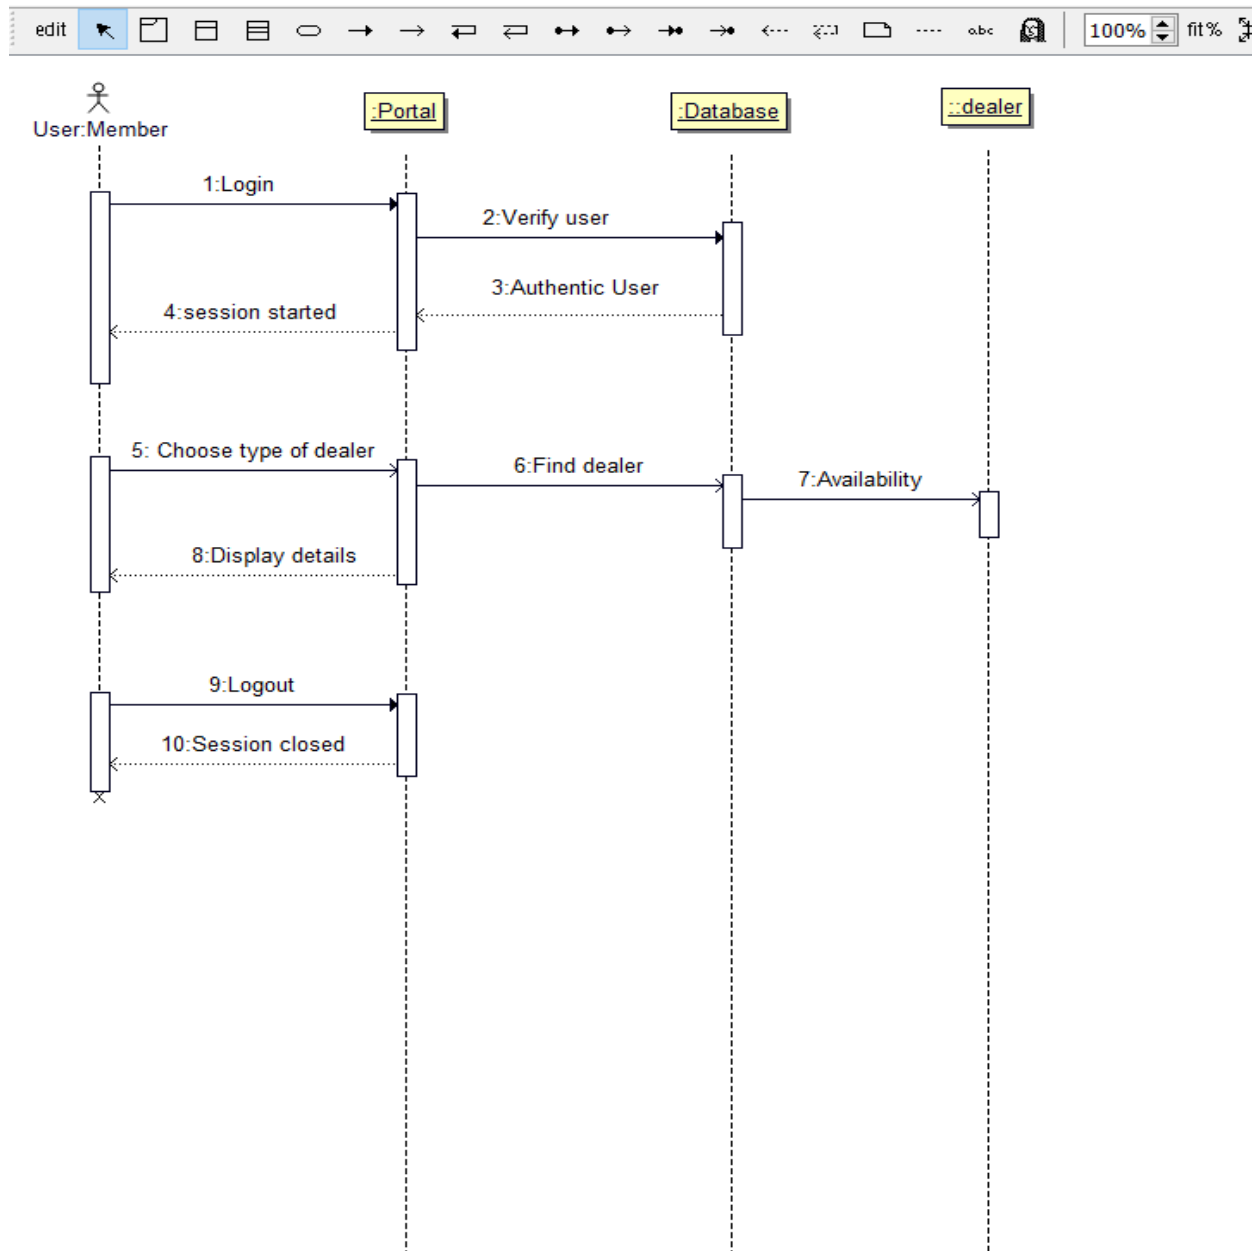 edit
abc
100%
fit%
User:Member
:Portal
:Database
::dealer
1:Login
2:Verify user
3:Authentic User
4:session started
5: Choose type of dealer
6:Find dealer
7:Availability
8:Display details
9:Logout
10:Session closed